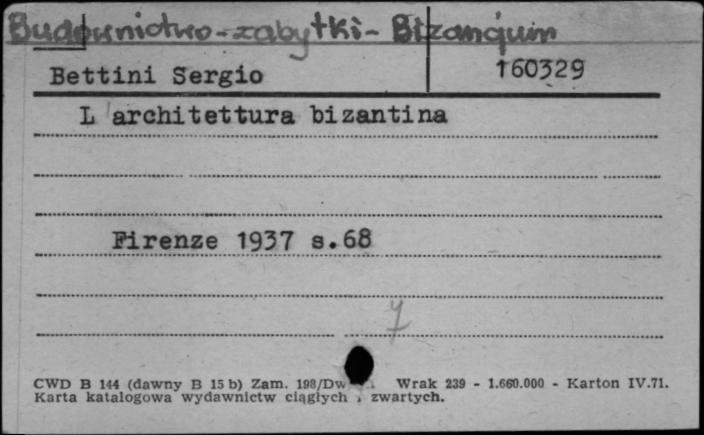 Budownictwo-zabytki-Bizancjum
Bettini Sergio 160329
L'architettura bizantina
Firenze 1937 s.68
7
CWD B 144 (dawny B 15 b) Zam. 198/Dw Wrak 239 - 1.660.000 - Karton IV.71.
Karta katalogowa wydawnictw ciągłych i zwartych.